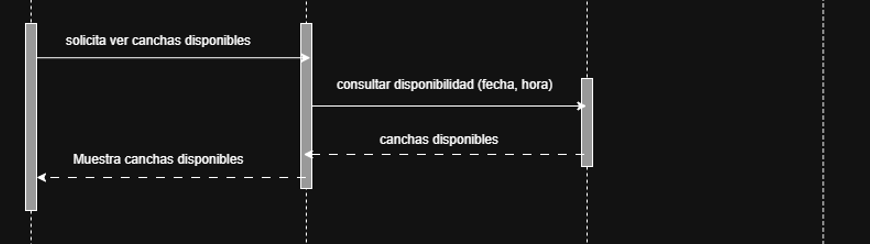 solicita ver canchas disponibles
consultar disponibilidad (fecha, hora)
canchas disponibles
Muestra canchas disponibles